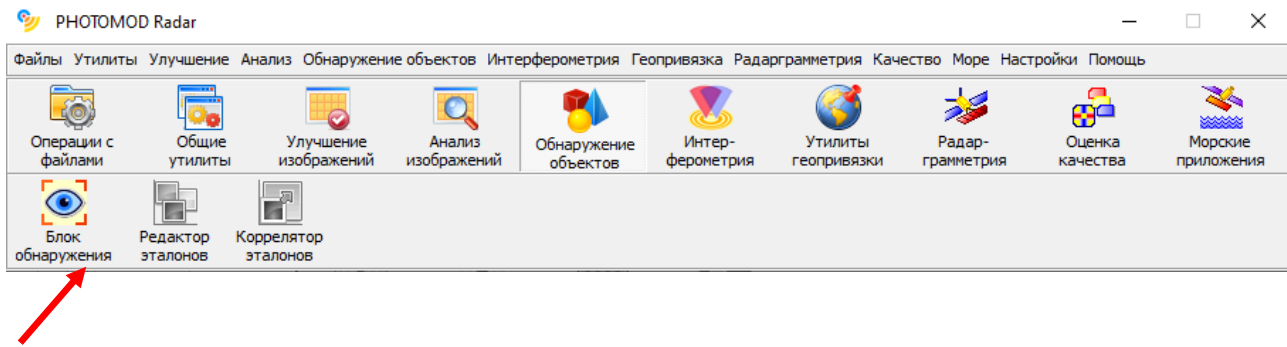 PHOTOMOD Radar
Файлы Утилиты Улучшение Анализ Обнаружение объектов Интерферометрия Геопривязка Радарграмметрия Качество Море Настройки Помощь
Операции с файлами
Общие утилиты
Улучшение изображений
Анализ изображений
Обнаружение объектов
Интер-
ферометрия
Утилиты геопривязки
Радар-
грамметрия
Оценка качества
Морские приложения
Блок обнаружения
Редактор эталонов
Коррелятор эталонов